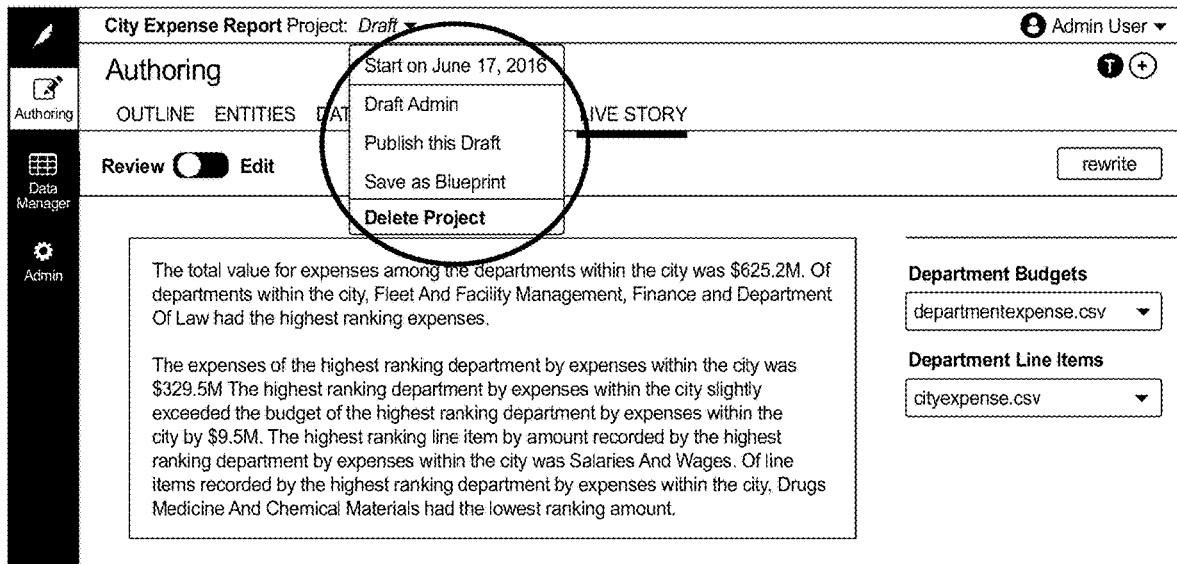 City Expense Report Project: Draft
Admin User
Authoring
Start on June 17, 2016
T +
Authoring
OUTLINE ENTITIES DAT
Draft Admin
LIVE STORY
Publish this Draft
Review Edit
Save as Blueprint
rewrite
Data
Manager
Delete Project
Admin
The total value for expenses among the departments within the city was $625.2M. Of
departments within the city, Fleet And Facility Management, Finance and Department
Of Law had the highest ranking expenses.
The expenses of the highest ranking department by expenses within the city was
$329.5M The highest ranking department by expenses within the city slightly
exceeded the budget of the highest ranking department by expenses within the
city by $9.5M. The highest ranking line item by amount recorded by the highest
ranking department by expenses within the city was Salaries And Wages. Of line
items recorded by the highest ranking department by expenses within the city, Drugs
Medicine And Chemical Materials had the lowest ranking amount.
Department Budgets
departmentexpense.csv
Department Line Items
cityexpense.csv